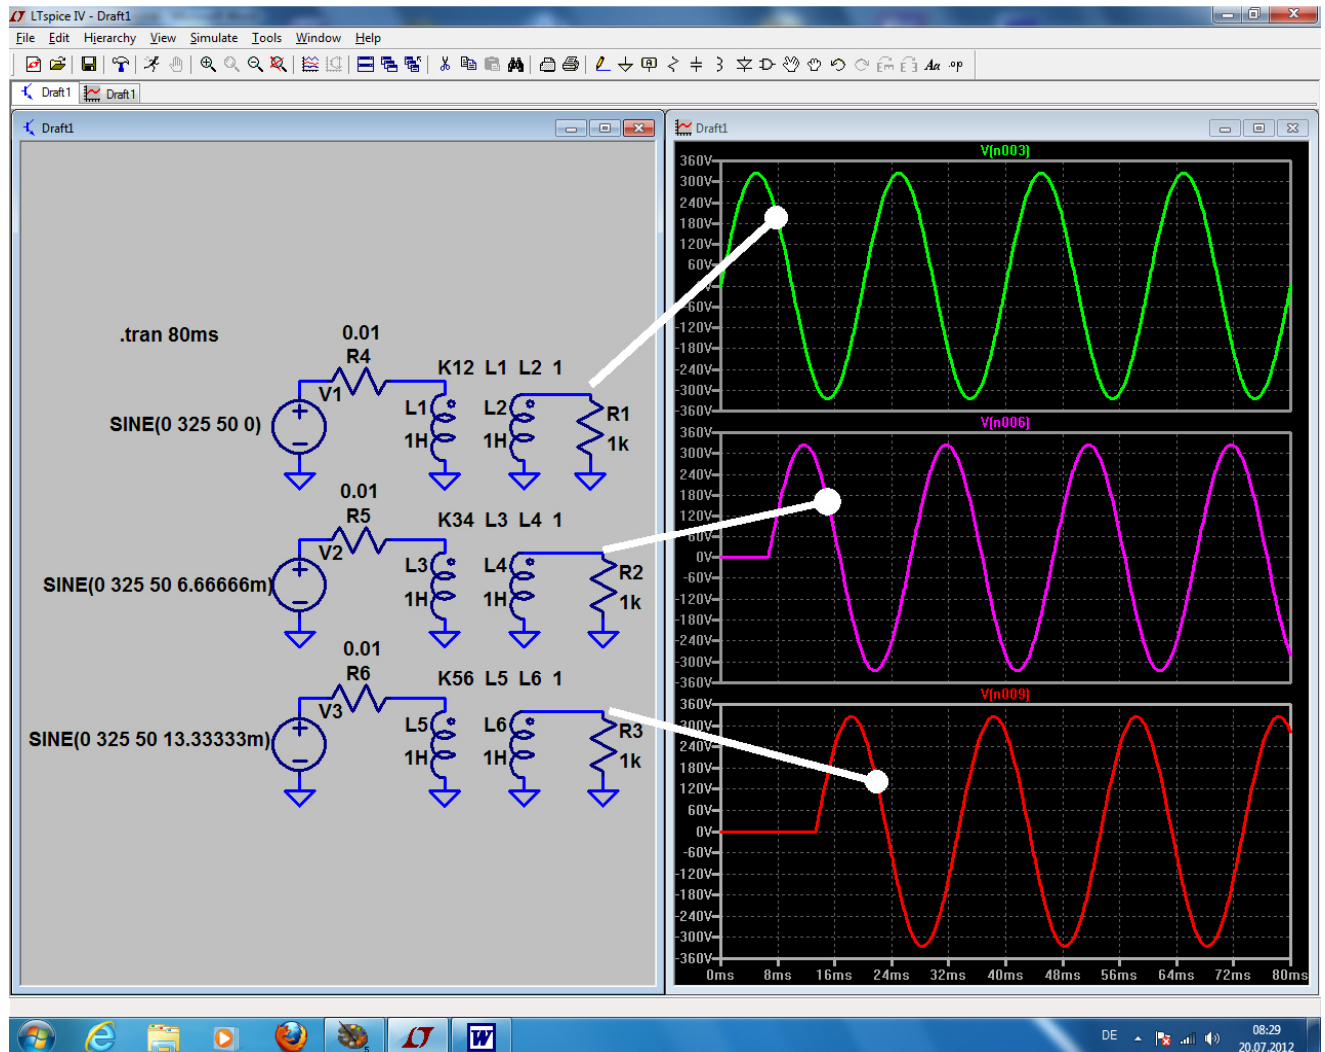 LTspice IV - Draft1
File Edit Hierarchy View Simulate Tools Window Help
Draft1 Draft1
Draft1
.tran 80ms
0.01
R4
K12 L1 L2 1
V1
L1
L2
R1
SINE(0 325 50 0)
1H
1H
1k
0.01
R5
K34 L3 L4 1
V2
L3
L4
R2
SINE(0 325 50 6.66666m)
1H
1H
1k
0.01
R6
K56 L5 L6 1
V3
L5
L6
R3
SINE(0 325 50 13.33333m)
1H
1H
1k
Draft1
V(n003)
360V
300V
240V
180V
120V
60V
0V
-60V
-120V
-180V
-240V
-300V
-360V
V(n006)
360V
300V
240V
180V
120V
60V
0V
-60V
-120V
-180V
-240V
-300V
-360V
V(n009)
360V
300V
240V
180V
120V
60V
0V
-60V
-120V
-180V
-240V
-300V
-360V
0ms 8ms 16ms 24ms 32ms 40ms 48ms 56ms 64ms 72ms 80ms
DE
08:29
20.07.2012